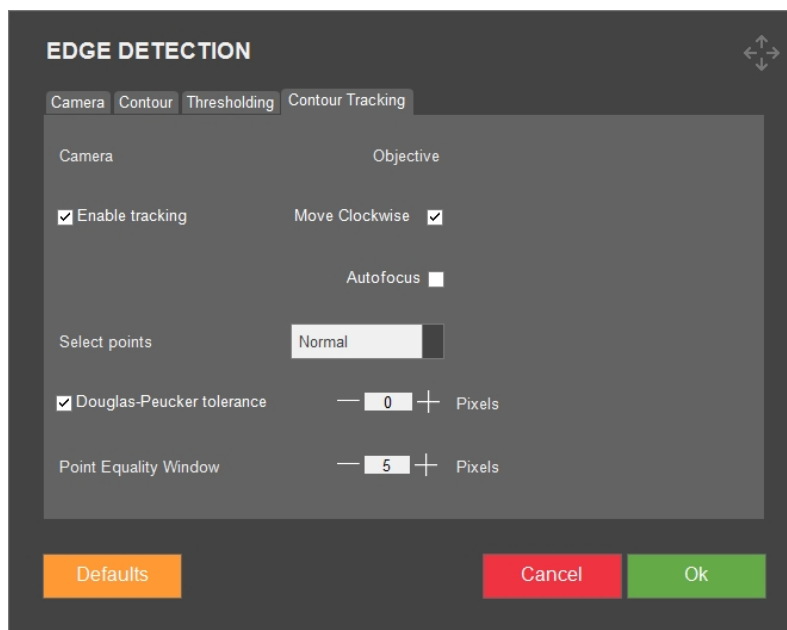 EDGE DETECTION
Camera Contour Thresholding Contour Tracking
Camera Objective
Enable tracking Move Clockwise
Autofocus
Select points Normal
Douglas-Peucker tolerance 0 Pixels
Point Equality Window 5 Pixels
Defaults Cancel Ok